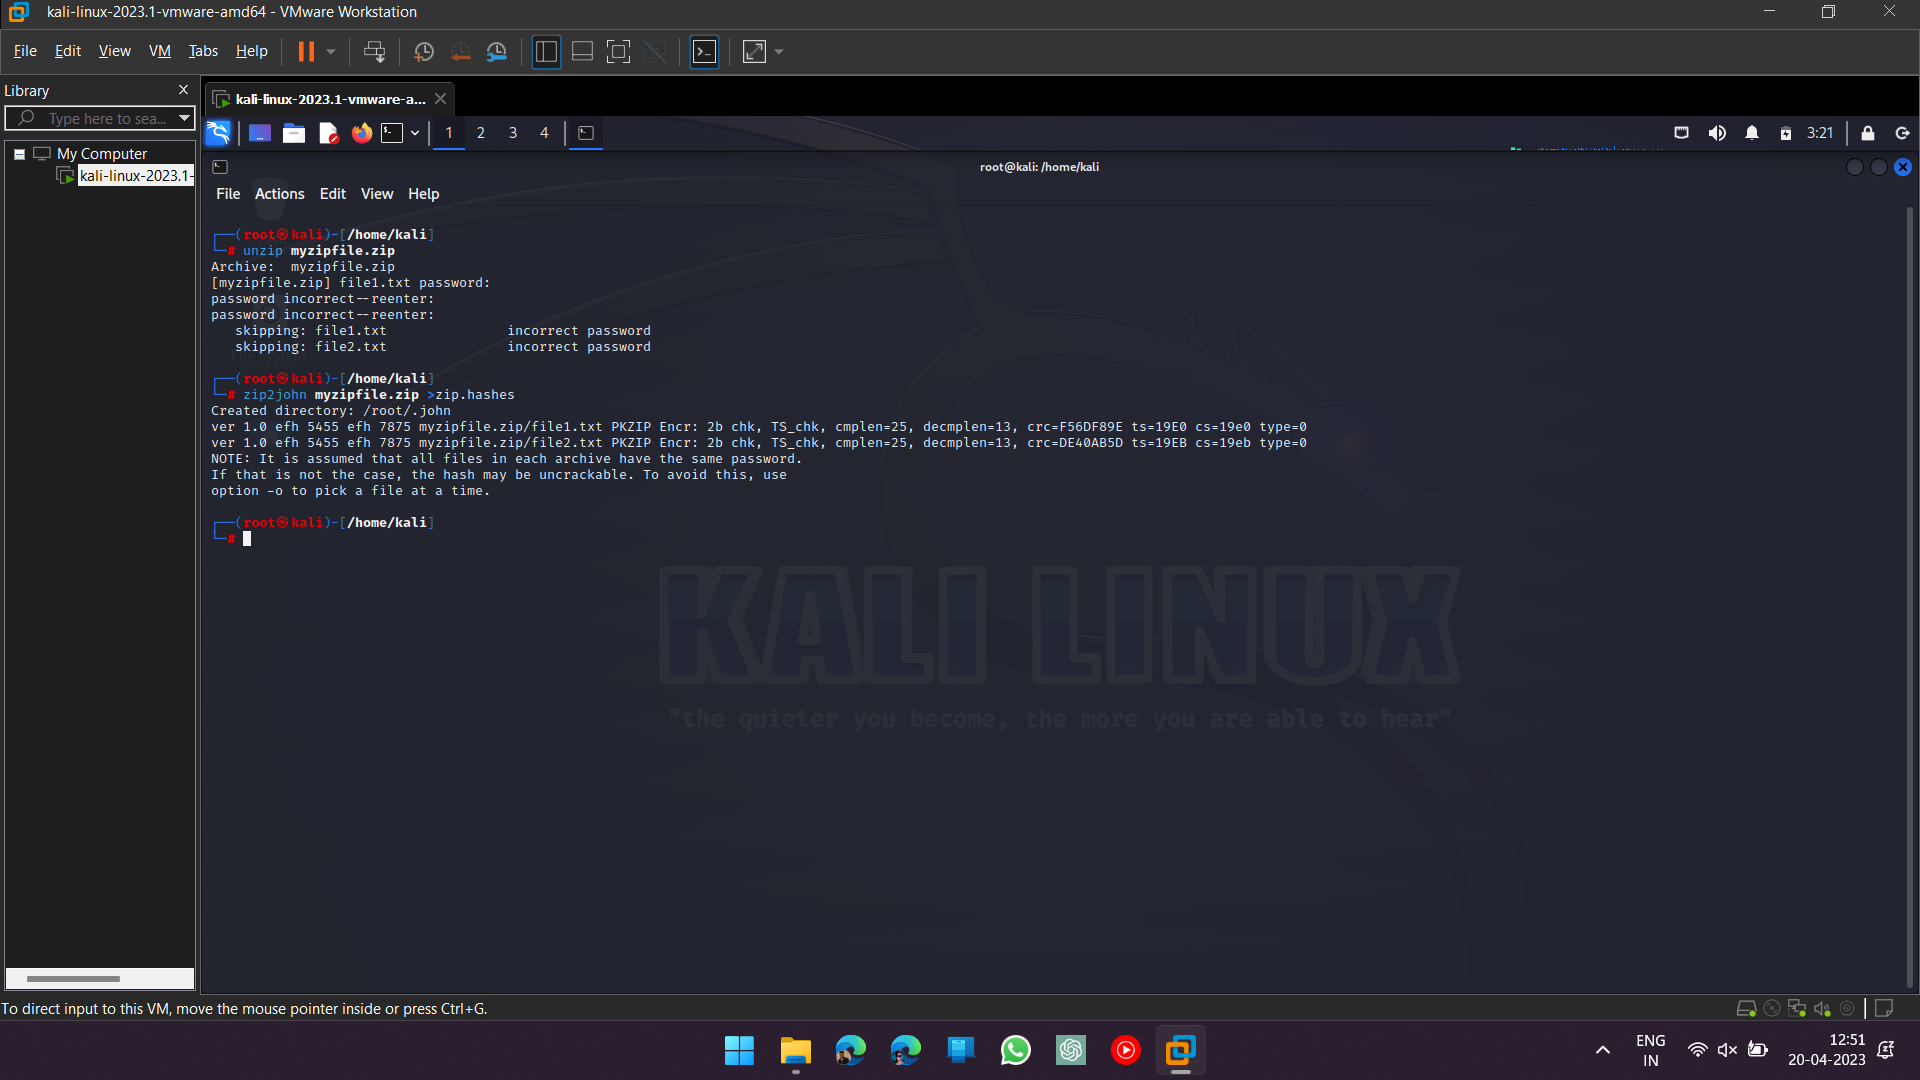 kali-linux-2023.1-vmware-amd64 - VMware Workstation
File Edit View VM Tabs Help
Library
Type here to sea...
My Computer
kali-linux-2023.1-
kali-linux-2023.1-vmware-a...
1 2 3 4
3:21
root@kali: /home/kali
File Actions Edit View Help
┌──(root㉿kali)-[/home/kali]
└─# unzip myzipfile.zip
Archive:  myzipfile.zip
[myzipfile.zip] file1.txt password:
password incorrect--reenter:
password incorrect--reenter:
   skipping: file1.txt               incorrect password
   skipping: file2.txt               incorrect password
┌──(root㉿kali)-[/home/kali]
└─# zip2john myzipfile.zip >zip.hashes
Created directory: /root/.john
ver 1.0 efh 5455 efh 7875 myzipfile.zip/file1.txt PKZIP Encr: 2b chk, TS_chk, cmplen=25, decmplen=13, crc=F56DF89E ts=19E0 cs=19e0 type=0
ver 1.0 efh 5455 efh 7875 myzipfile.zip/file2.txt PKZIP Encr: 2b chk, TS_chk, cmplen=25, decmplen=13, crc=DE40AB5D ts=19EB cs=19eb type=0
NOTE: It is assumed that all files in each archive have the same password.
If that is not the case, the hash may be uncrackable. To avoid this, use
option -o to pick a file at a time.
┌──(root㉿kali)-[/home/kali]
└─#
KALI LINUX
"the quieter you become, the more you are able to hear"
To direct input to this VM, move the mouse pointer inside or press Ctrl+G.
ENG
IN
12:51
20-04-2023